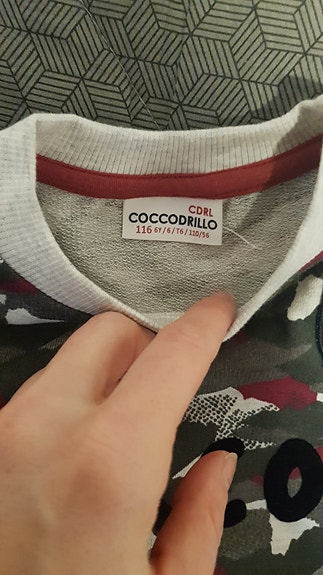 CDRL
COCCODRILLO
116 6Y / 6 / T6 / 110/56